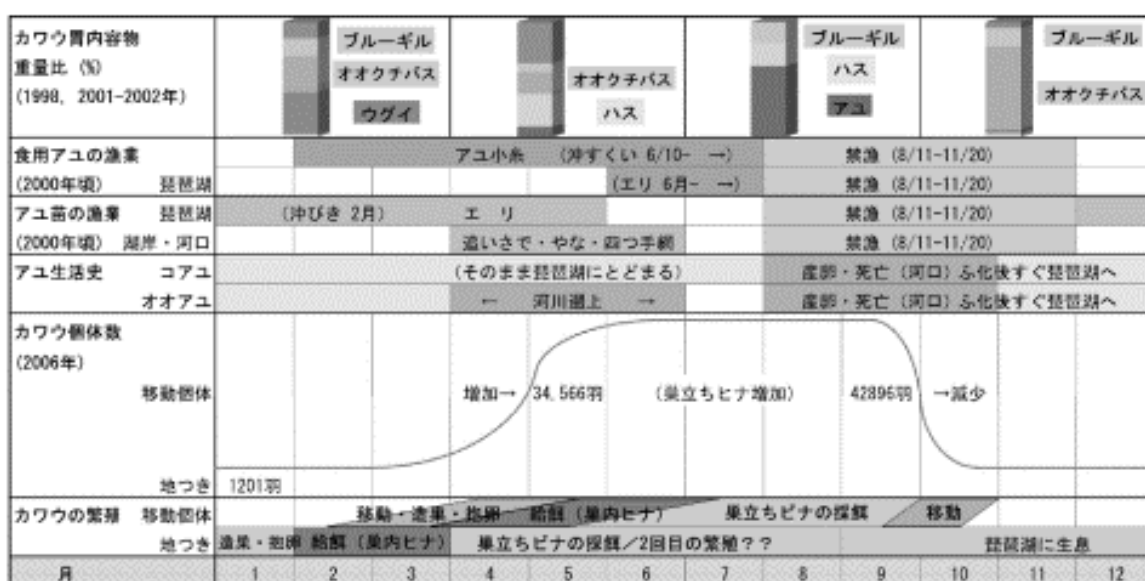 カワウ胃内容物
重量比 (%)
(1998, 2001-2002年)
ブルーギル
オオクチバス
ウグイ
オオクチバス
ハス
ブルーギル
ハス
アユ
ブルーギル
オオクチバス
食用アユの漁業
アユ小糸 (沖すくい 6/10- →)
禁漁 (8/11-11/20)
(2000年頃) 琵琶湖
(エリ 6月- →)
禁漁 (8/11-11/20)
アユ苗の漁業 琵琶湖
(沖びき 2月) エ リ
禁漁 (8/11-11/20)
(2000年頃) 湖岸・河口
追いさで・やな・四つ手網
禁漁 (8/11-11/20)
アユ生活史 コアユ
(そのまま琵琶湖にとどまる)
産卵・死亡 (河口) ふ化後すぐ琵琶湖へ
オオアユ
← 河川遡上 →
産卵・死亡 (河口) ふ化後すぐ琵琶湖へ
カワウ個体数
(2006年)
移動個体
増加→ 34,566羽 (巣立ちヒナ増加) 42896羽 →減少
地つき 1201羽
カワウの繁殖 移動個体
移動・造巣・抱卵 給餌 (巣内ヒナ) 巣立ちヒナの採餌 移動
地つき 造巣・抱卵 給餌 (巣内ヒナ) 巣立ちヒナの採餌/2回目の繁殖?? 琵琶湖に生息
月 1 2 3 4 5 6 7 8 9 10 11 12